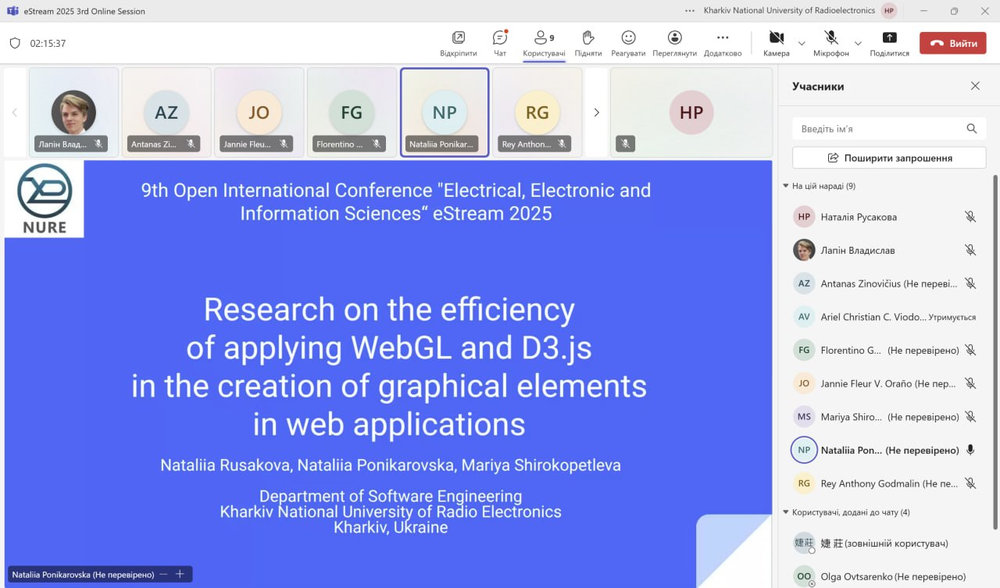 eStream 2025 3rd Online Session
Kharkiv National University of Radioelectronics
HP
02:15:37
Відкріпити
Чат
9
Користувачі
Підняти
Реагувати
Переглянути
Додатково
Камера
Мікрофон
Поділитися
Вийти
Лапін Влад...
AZ
Antanas Zi...
JO
Jannie Fleu...
FG
Florentino ...
NP
Nataliia Ponikar...
RG
Rey Anthon...
HP
NURE
9th Open International Conference "Electrical, Electronic and
Information Sciences“ eStream 2025
Research on the efficiency
of applying WebGL and D3.js
in the creation of graphical elements
in web applications
Nataliia Rusakova, Nataliia Ponikarovska, Mariya Shirokopetleva
Department of Software Engineering
Kharkiv National University of Radio Electronics
Kharkiv, Ukraine
Nataliia Ponikarovska (Не перевірено)
Учасники
Введіть ім’я
Поширити запрошення
На цій нараді (9)
НР Наталія Русакова
Лапін Владислав
AZ Antanas Zinovičius (Не переві...
AV Ariel Christian C. Viodo... Утримується
FG Florentino G... (Не перевірено)
JO Jannie Fleur V. Oraño (Не пер...
MS Mariya Shiro... (Не перевірено)
NP Nataliia Pon... (Не перевірено)
RG Rey Anthony Godmalin (Не пе...
Користувачі, додані до чату (4)
婕莊 婕 莊 (зовнішній користувач)
OO Olga Ovtsarenko (Не перевірено)